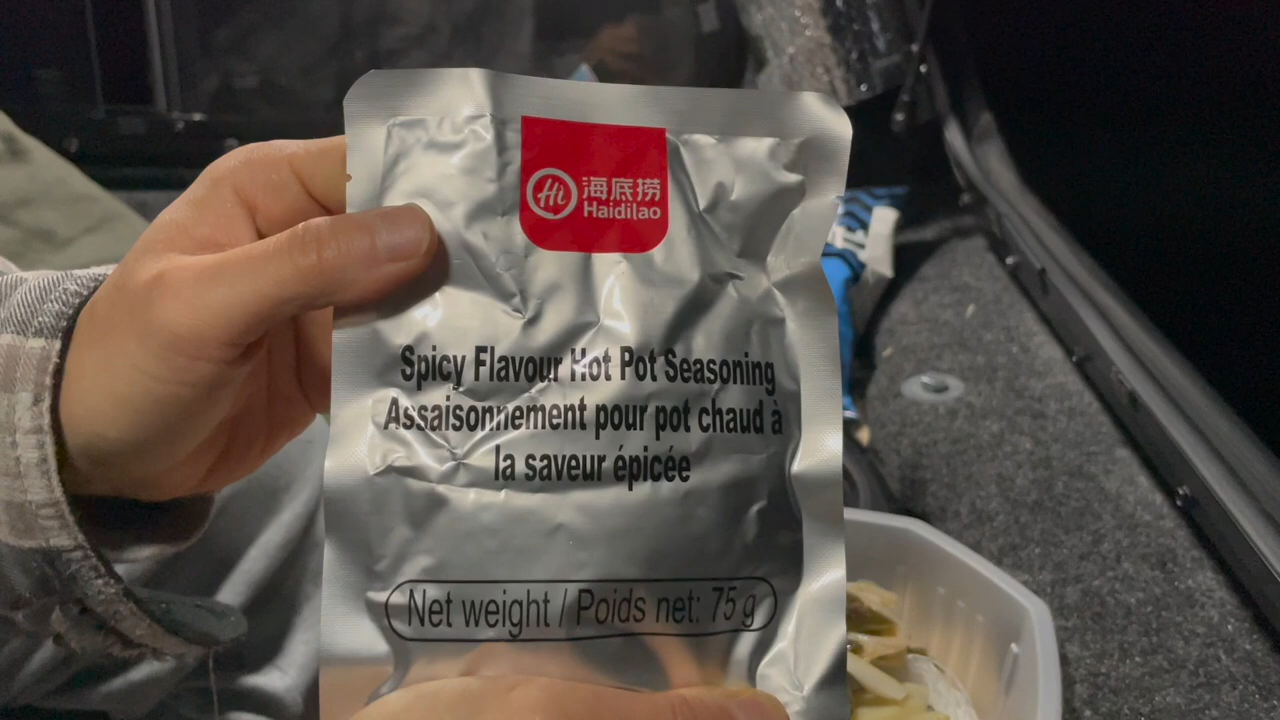 Hi
海底捞
Haidilao
Spicy Flavour Hot Pot Seasoning
Assaisonnement pour pot chaud à
la saveur épicée
Net weight / Poids net: 75 g